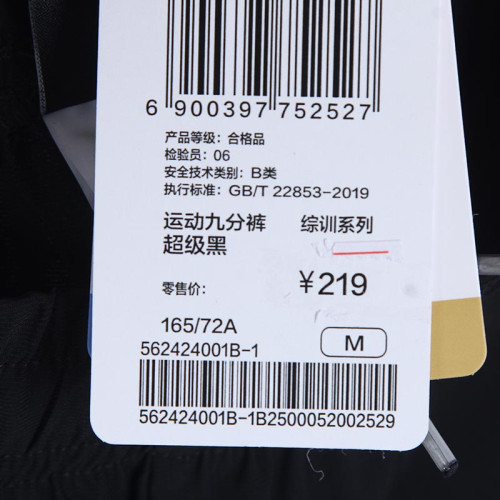 6 900397 752527
产品等级：合格品
检验员：06
安全技术类别：B类
执行标准：GB/T 22853-2019
运动九分裤 综训系列
超级黑
零售价： ¥219
165/72A
562424001B-1 M
562424001B-1B2500052002529